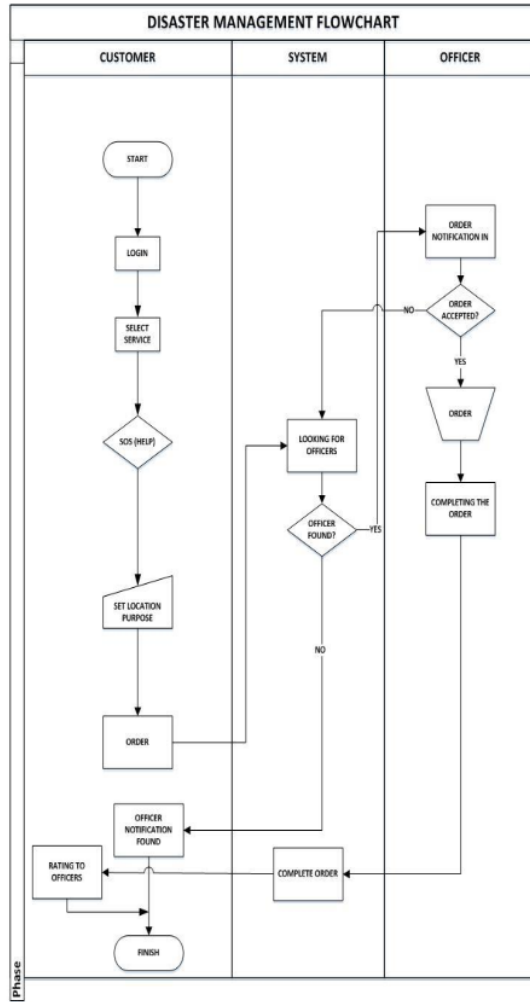 DISASTER MANAGEMENT FLOWCHART
CUSTOMER
SYSTEM
OFFICER
START
LOGIN
SELECT
SERVICE
SOS (HELP)
SET LOCATION
PURPOSE
ORDER
LOOKING FOR
OFFICERS
OFFICER
FOUND?
YES
NO
ORDER
NOTIFICATION IN
ORDER
ACCEPTED?
NO
YES
ORDER
COMPLETING THE
ORDER
OFFICER
NOTIFICATION
FOUND
RATING TO
OFFICERS
COMPLETE ORDER
FINISH
Phase